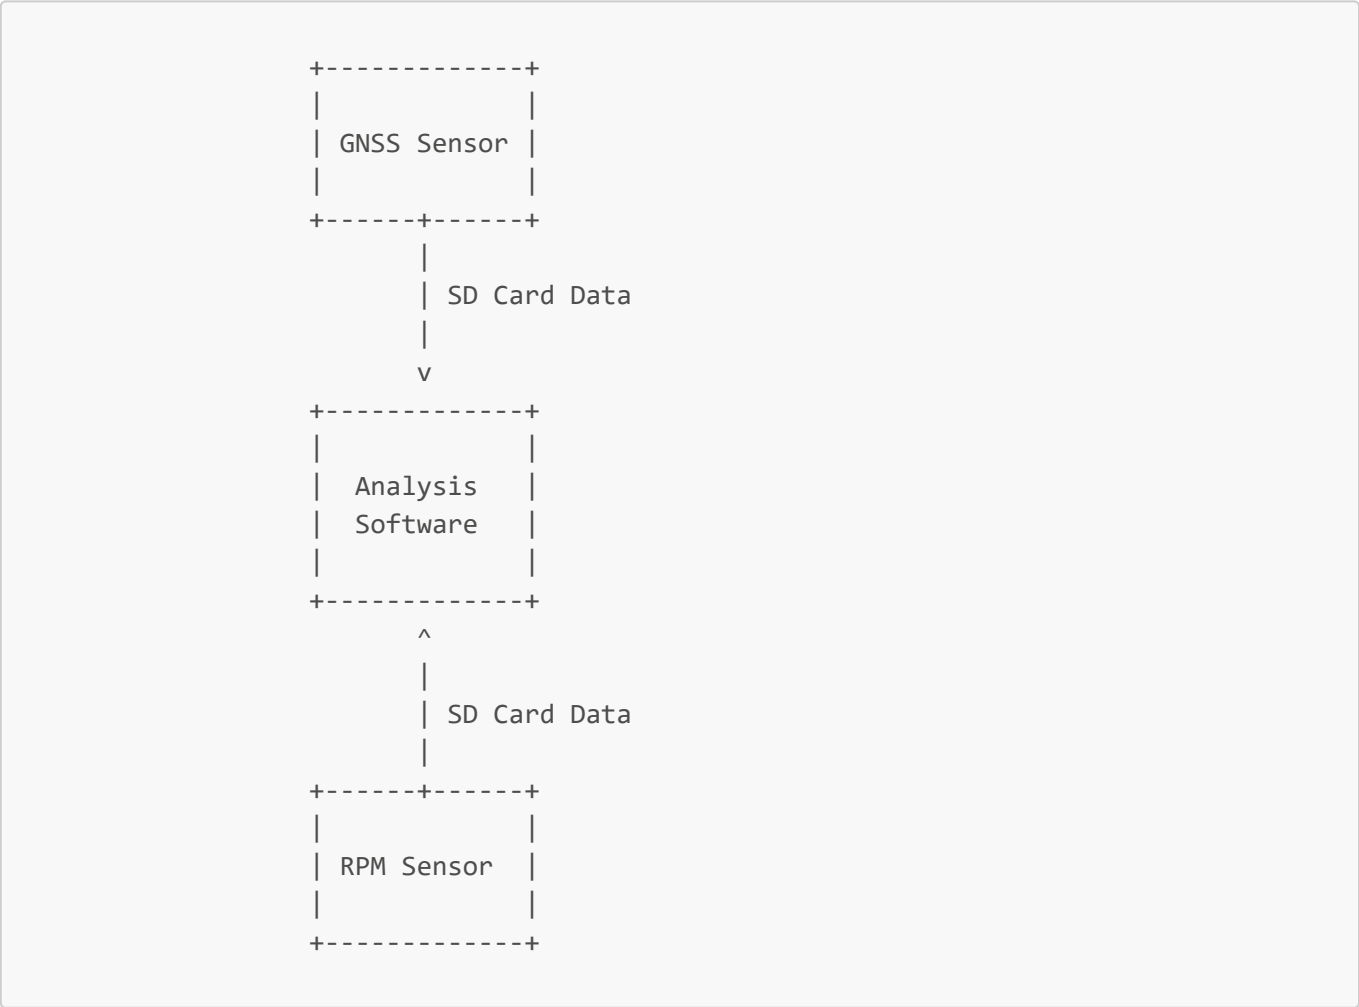 GNSS Sensor
SD Card Data
Analysis
Software
SD Card Data
RPM Sensor